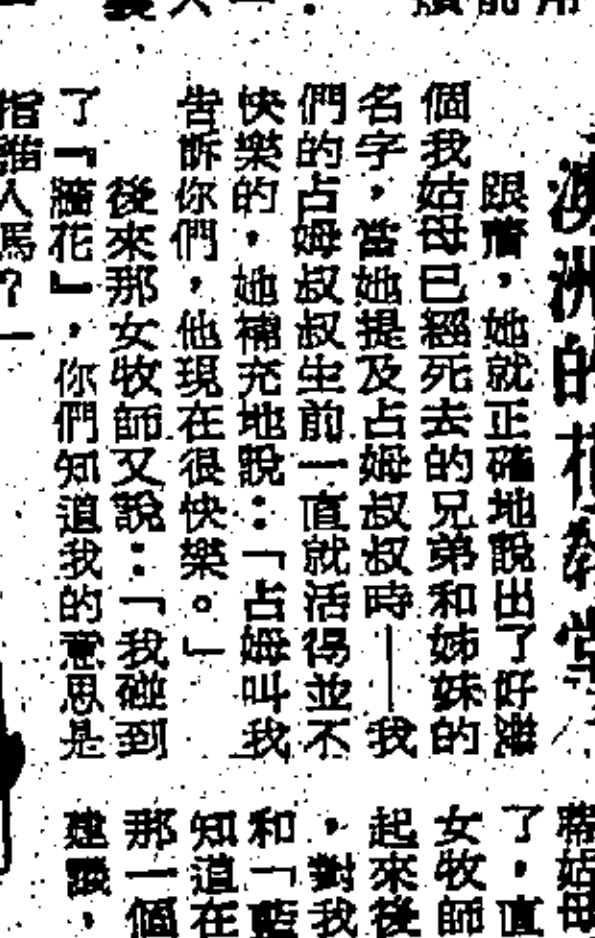 澳洲的
教堂
跟着，她就正確地說出了好幾
個我姑母已經死去的兄弟和姊妹的
名字，當她提及占姆叔叔時——我
們的占姆叔叔生前一直就活得並不
快樂的，她補充地說：「占姆叫我
告訴你們，他現在很快樂。」
後來那女牧師又說：「我碰到
了『牆花』，你們知道我的意思是
指誰人馬？」
姑母
了，直
女牧師
起來後
，對我
和「藍
知道在
那一個
建議，